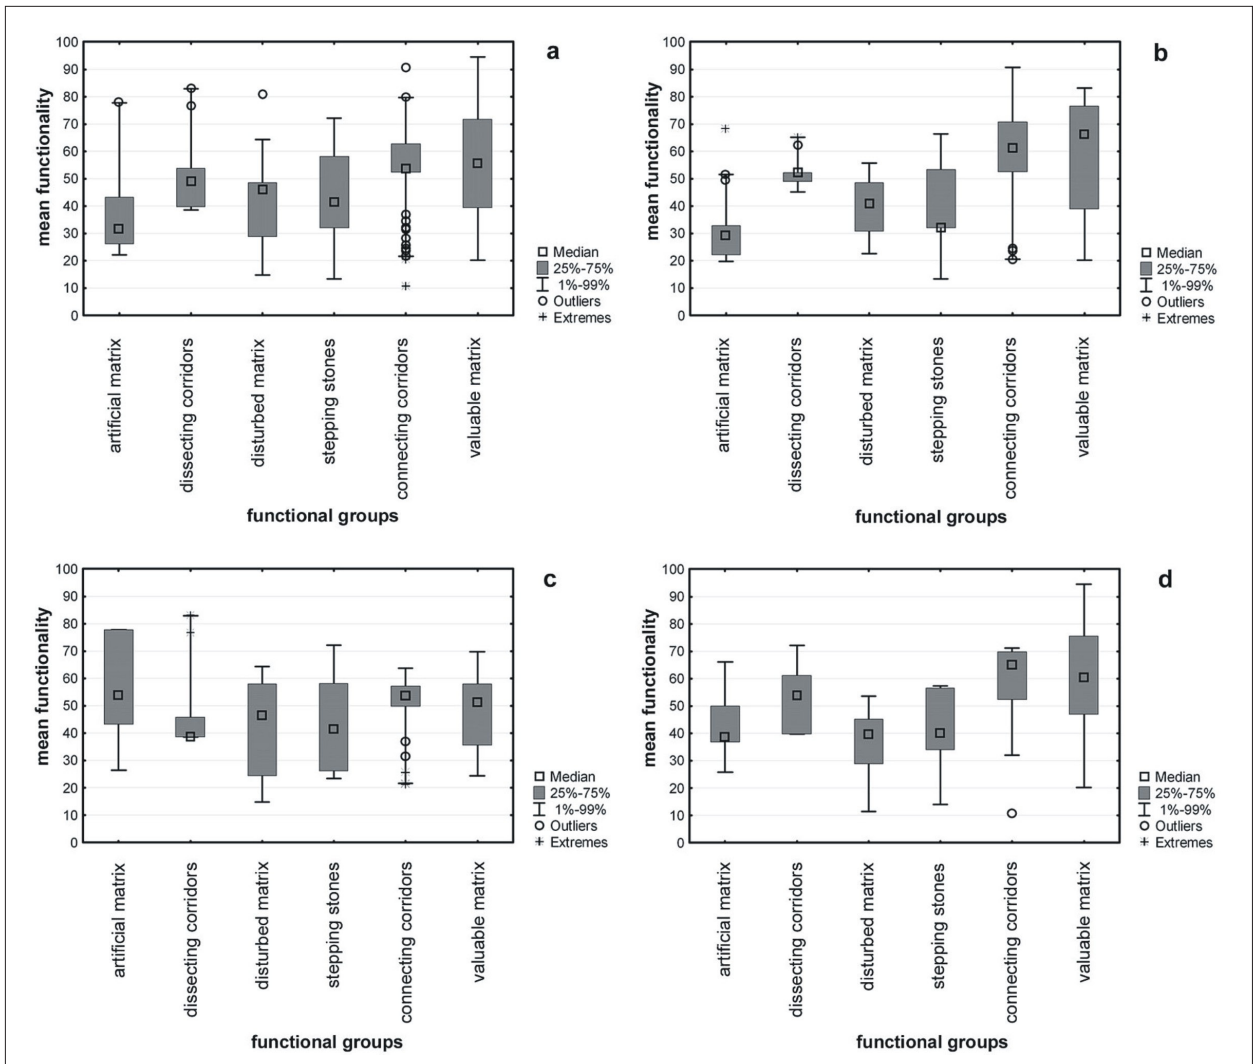 a
mean functionality
100
90
80
70
60
50
40
30
20
10
0
Median
25%-75%
1%-99%
Outliers
Extremes
artificial matrix
dissecting corridors
disturbed matrix
stepping stones
connecting corridors
valuable matrix
functional groups
b
mean functionality
100
90
80
70
60
50
40
30
20
10
0
Median
25%-75%
1%-99%
Outliers
Extremes
artificial matrix
dissecting corridors
disturbed matrix
stepping stones
connecting corridors
valuable matrix
functional groups
c
mean functionality
100
90
80
70
60
50
40
30
20
10
0
Median
25%-75%
1%-99%
Outliers
Extremes
artificial matrix
dissecting corridors
disturbed matrix
stepping stones
connecting corridors
valuable matrix
functional groups
d
mean functionality
100
90
80
70
60
50
40
30
20
10
0
Median
25%-75%
1%-99%
Outliers
Extremes
artificial matrix
dissecting corridors
disturbed matrix
stepping stones
connecting corridors
valuable matrix
functional groups